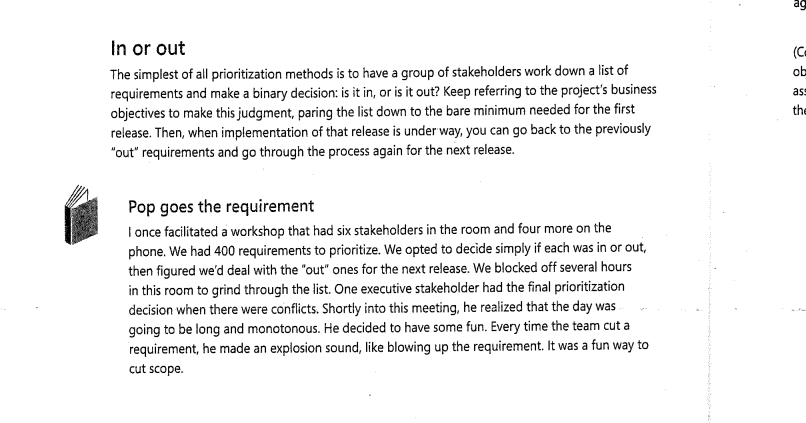 In or out
The simplest of all prioritization methods is to have a group of stakeholders work down a list of
requirements and make a binary decision: is it in, or is it out? Keep referring to the project's business
objectives to make this judgment, paring the list down to the bare minimum needed for the first
release. Then, when implementation of that release is under way, you can go back to the previously
"out" requirements and go through the process again for the next release.
Pop goes the requirement
I once facilitated a workshop that had six stakeholders in the room and four more on the
phone. We had 400 requirements to prioritize. We opted to decide simply if each was in or out,
then figured we'd deal with the "out" ones for the next release. We blocked off several hours
in this room to grind through the list. One executive stakeholder had the final prioritization
decision when there were conflicts. Shortly into this meeting, he realized that the day was
going to be long and monotonous. He decided to have some fun. Every time the team cut a
requirement, he made an explosion sound, like blowing up the requirement. It was a fun way to
cut scope.